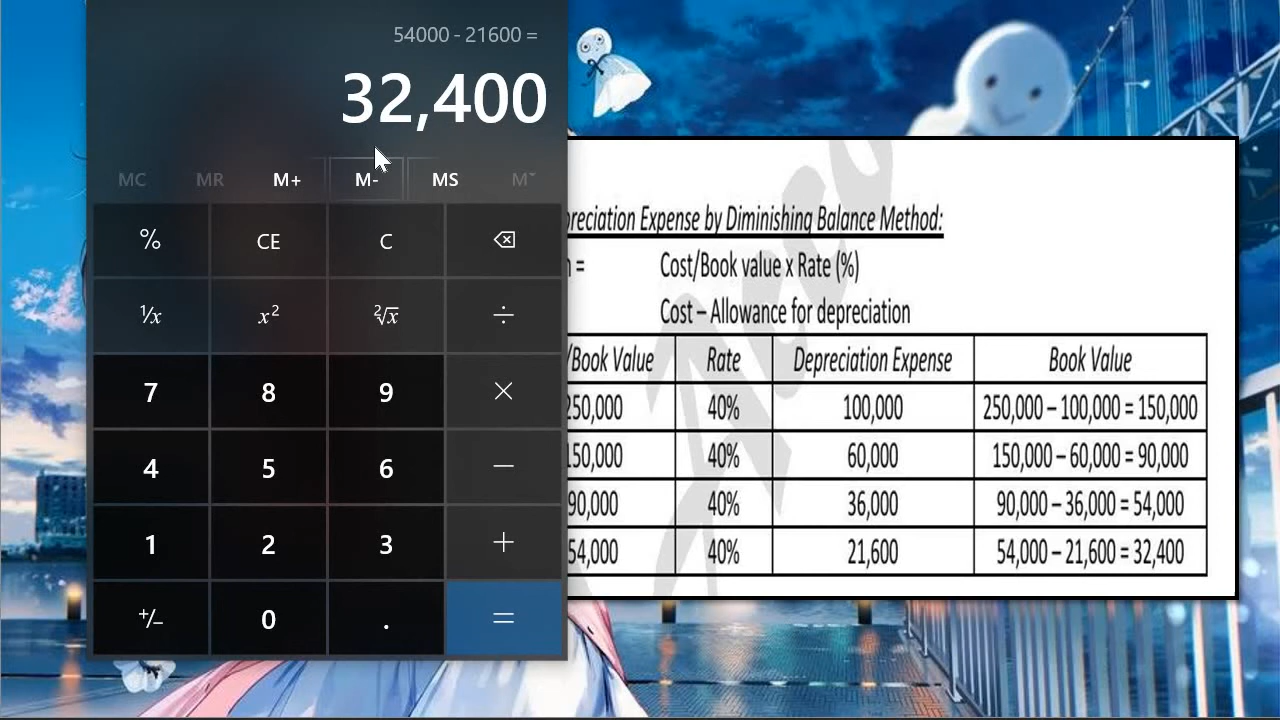 54000 - 21600 =
32,400
MC MR M+ M- MS M˅
% CE C
¹/x x² ²√x ÷
7 8 9 ×
4 5 6 −
1 2 3 +
+/− 0 . =
Expense by Diminishing Balance Method:
= Cost/Book value x Rate (%)
Cost – Allowance for depreciation
/Book Value Rate Depreciation Expense Book Value
250,000 40% 100,000 250,000 – 100,000 = 150,000
150,000 40% 60,000 150,000 – 60,000 = 90,000
90,000 40% 36,000 90,000 – 36,000 = 54,000
54,000 40% 21,600 54,000 – 21,600 = 32,400